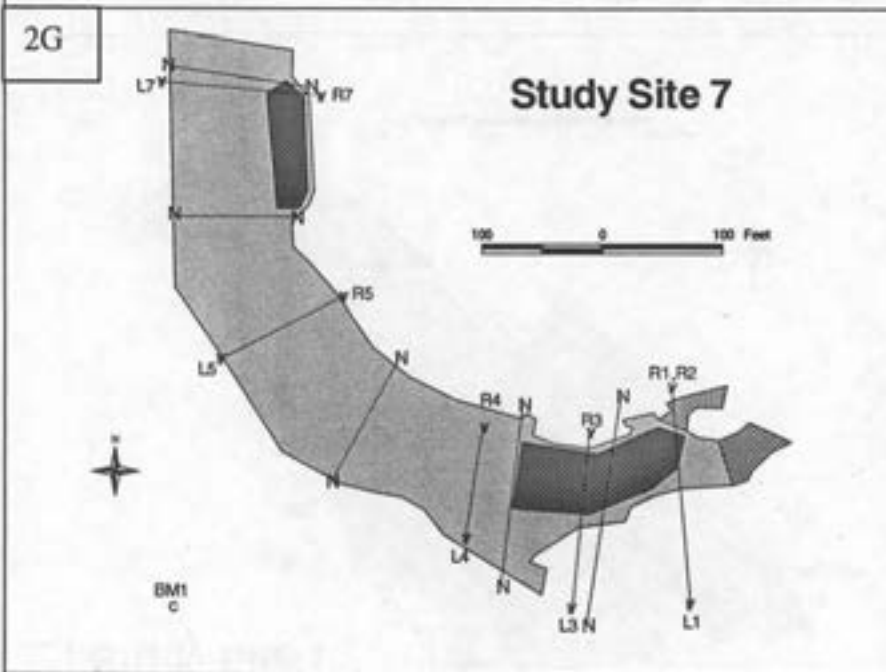 2G
Study Site 7
N
L7
N
R7
100 0 100 Feet
N
N
R5
L5
N
R1,R2
N
R4
N
R3
N
N
L4
N
BM1
C
L3
N
L1